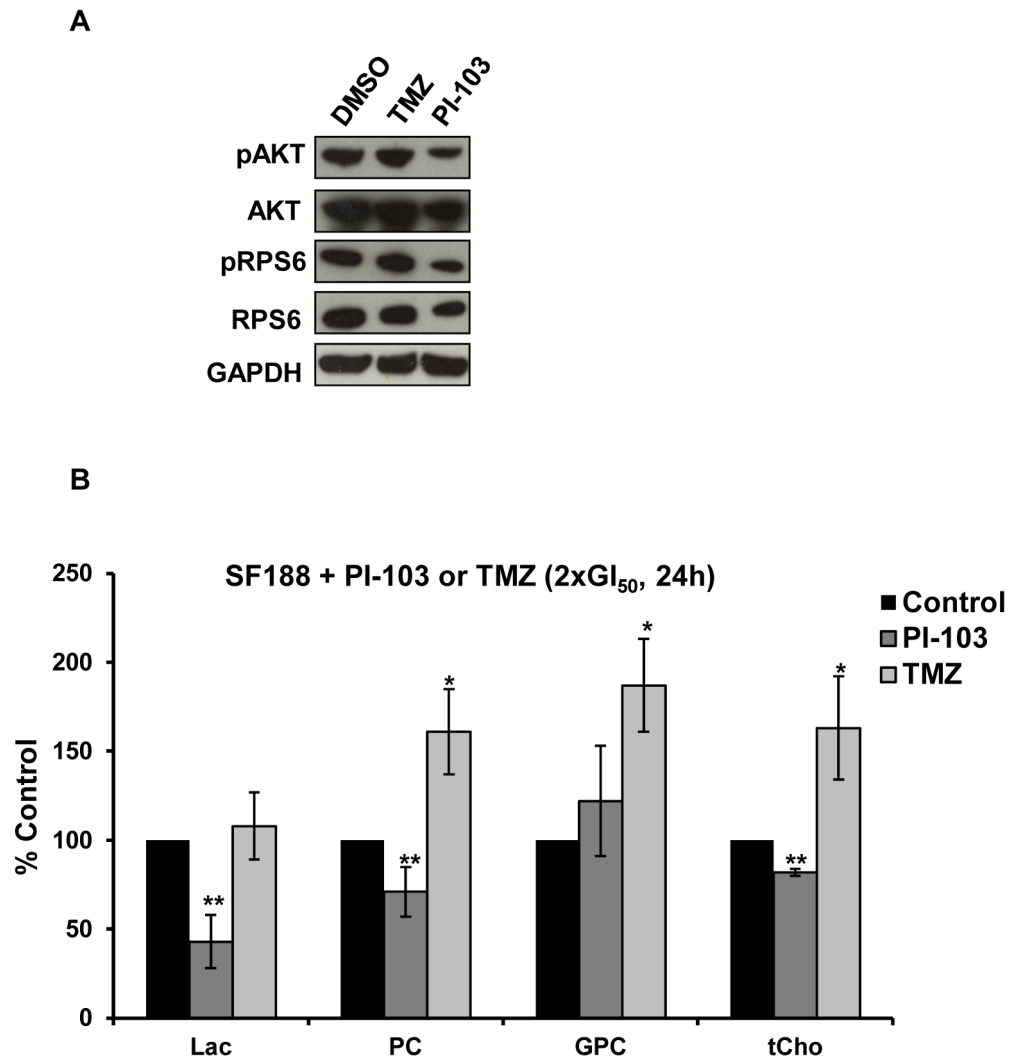 A
DMSO TMZ PI-103
pAKT
AKT
pRPS6
RPS6
GAPDH
B
SF188 + PI-103 or TMZ (2xGI50, 24h)
250
200
150
100
50
0
% Control
Control
PI-103
TMZ
**
**
*
*
**
*
Lac PC GPC tCho